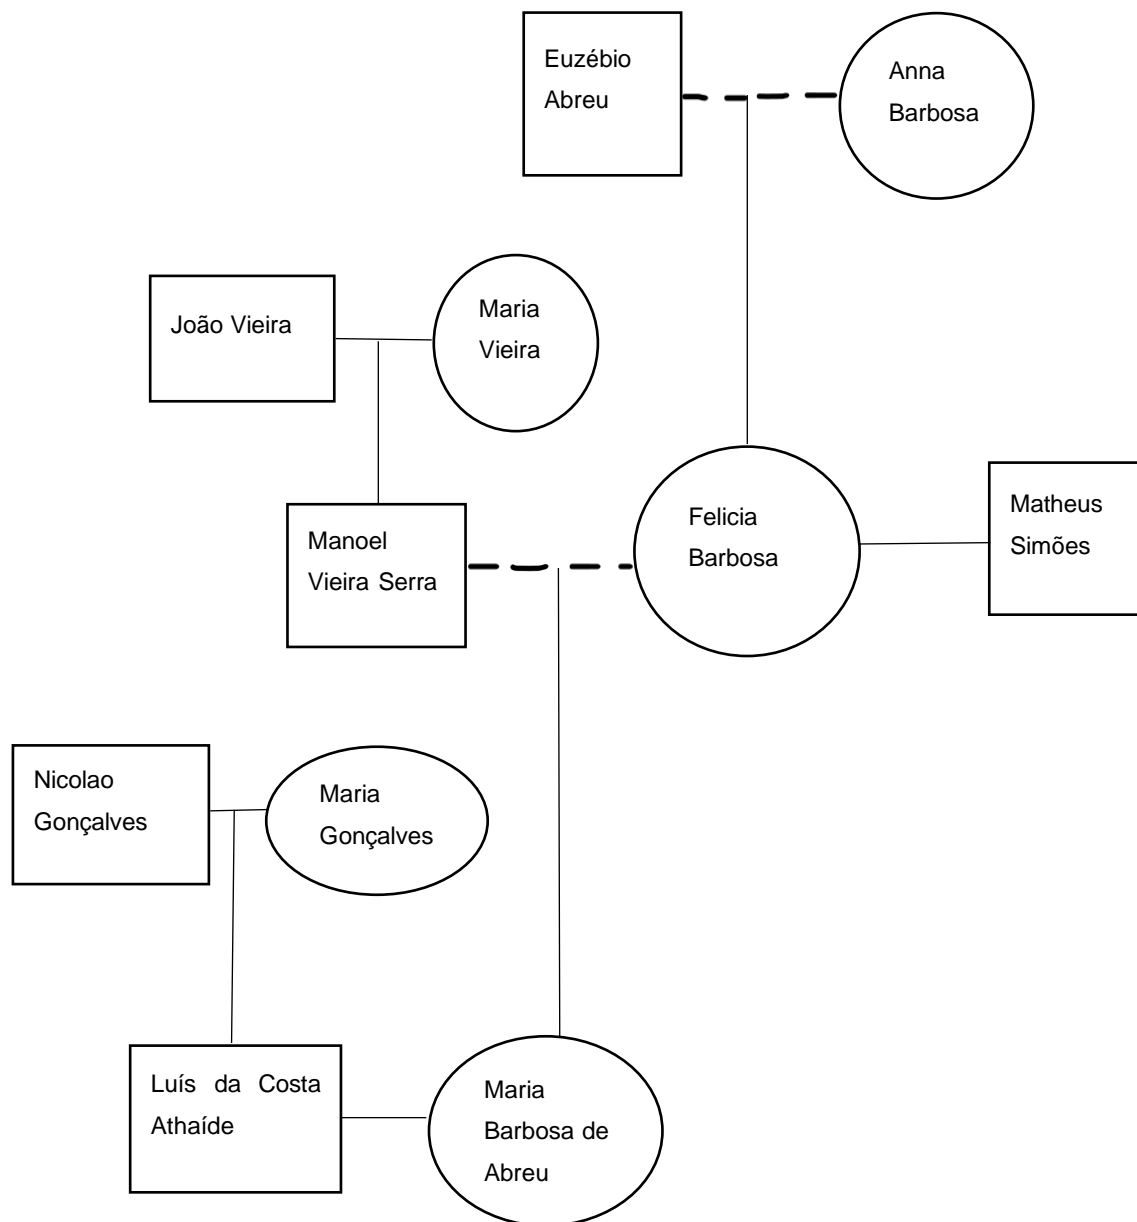 Euzébio
Abreu
Anna
Barbosa
João Vieira
Maria
Vieira
Felicia
Barbosa
Matheus
Simões
Manoel
Vieira Serra
Nicolao
Gonçalves
Maria
Gonçalves
Luís da Costa
Athaíde
Maria
Barbosa de
Abreu